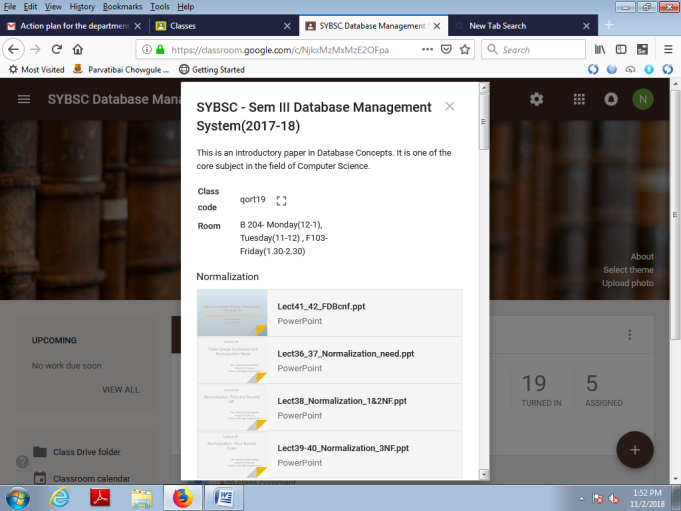 File Edit View History Bookmarks Tools Help
Action plan for the department
Classes
SYBSC Database Management
New Tab Search
https://classroom.google.com/c/NjkxMzMxMzE2OFpa
Search
Most Visited
Parvatibai Chowgule ...
Getting Started
SYBSC Database Mana
N
SYBSC - Sem III Database Management
System(2017-18)
This is an introductory paper in Database Concepts. It is one of the
core subject in the field of Computer Science.
Class
code
qort19
Room
B 204- Monday(12-1),
Tuesday(11-12) , F103-
Friday(1.30-2.30)
Normalization
Lect41_42_FDBcnf.ppt
PowerPoint
Lect36_37_Normalization_need.ppt
PowerPoint
Lect38_Normalization_1&2NF.ppt
PowerPoint
Lect39-40_Normalization_3NF.ppt
PowerPoint
About
Select theme
Upload photo
UPCOMING
No work due soon
VIEW ALL
19
TURNED IN
5
ASSIGNED
Class Drive folder
Classroom calendar
Add class comment
1:52 PM
11/2/2018